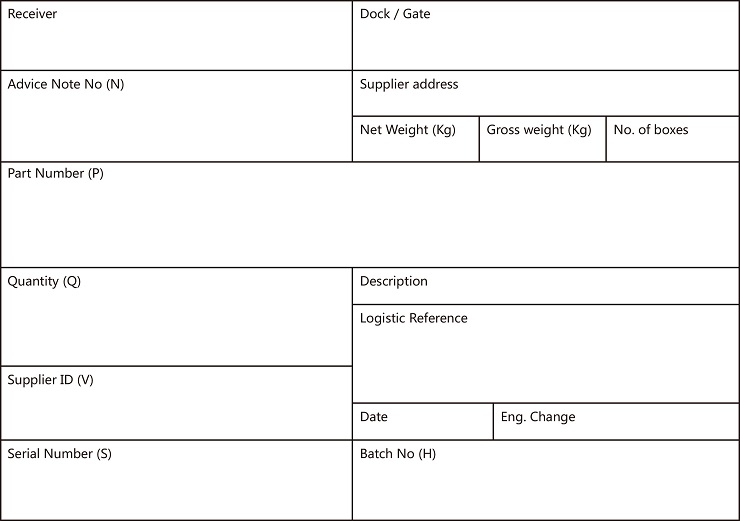 Receiver
Dock / Gate
Advice Note No (N)
Supplier address
Net Weight (Kg)
Gross weight (Kg)
No. of boxes
Part Number (P)
Quantity (Q)
Description
Logistic Reference
Supplier ID (V)
Date
Eng. Change
Serial Number (S)
Batch No (H)